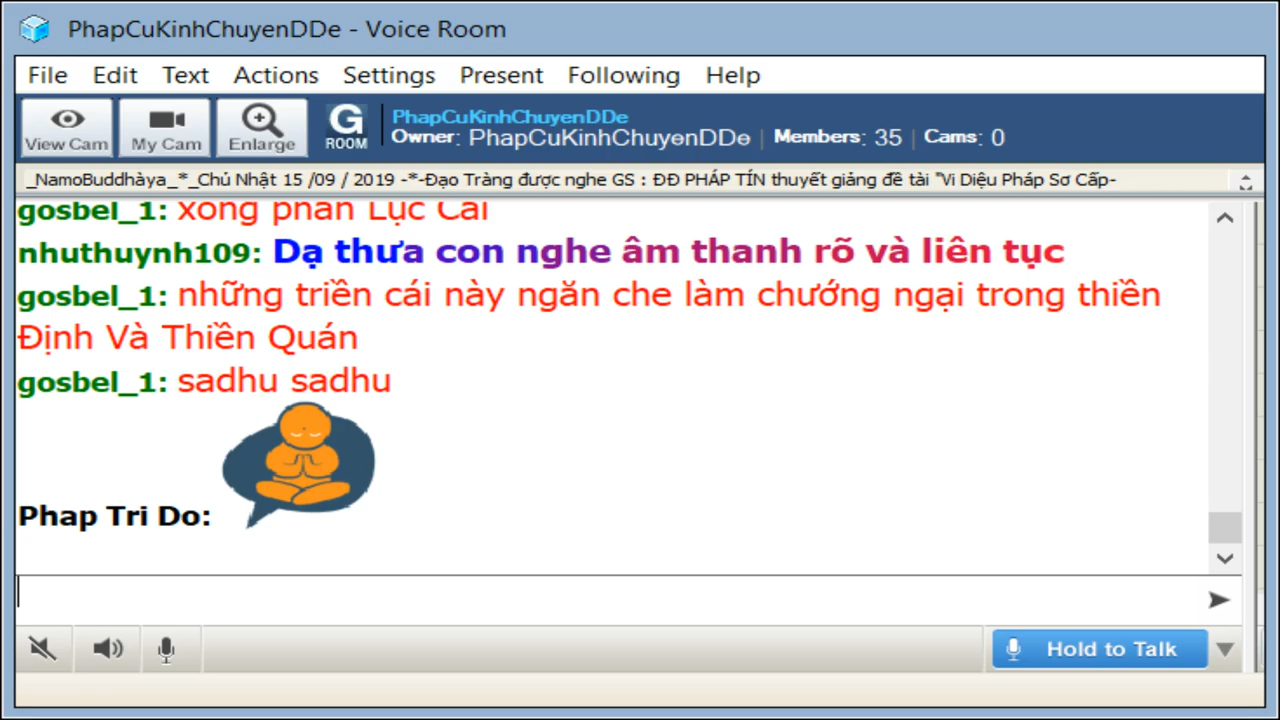 PhapCuKinhChuyenDDe - Voice Room
File Edit Text Actions Settings Present Following Help
View Cam My Cam Enlarge G ROOM
PhapCuKinhChuyenDDe
Owner: PhapCuKinhChuyenDDe | Members: 35 | Cams: 0
_NamoBuddhàya_*_Chủ Nhật 15 /09 / 2019 -*-Đạo Tràng được nghe GS : ĐĐ PHÁP TÍN thuyết giảng đề tài "Vi Diệu Pháp Sơ Cấp-
gosbel_1: xong phần Lục Cái
nhuthuynh109: Dạ thưa con nghe âm thanh rõ và liên tục
gosbel_1: những triền cái này ngăn che làm chướng ngại trong thiền
Định Và Thiền Quán
gosbel_1: sadhu sadhu
Phap Tri Do:
Hold to Talk